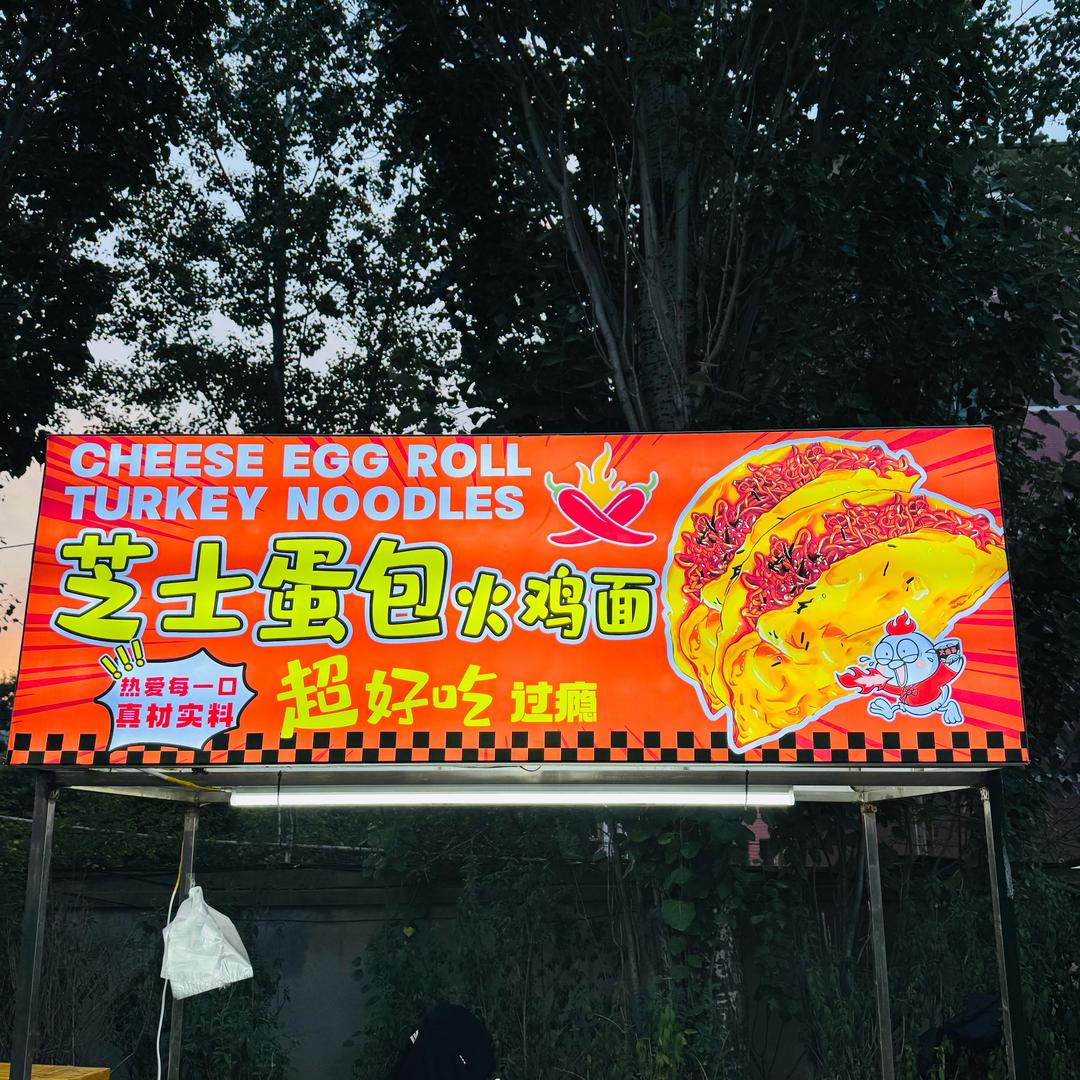 CHEESE EGG ROLL
TURKEY NOODLES
芝士蛋包火鸡面
热爱每一口
真材实料
超好吃 过瘾